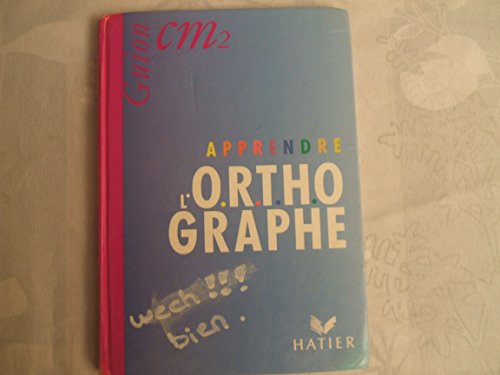 Guion cm2
APPRENDRE
L'O.R.T.H.O
GRAPHE
wech!!!
bien.
HATIER